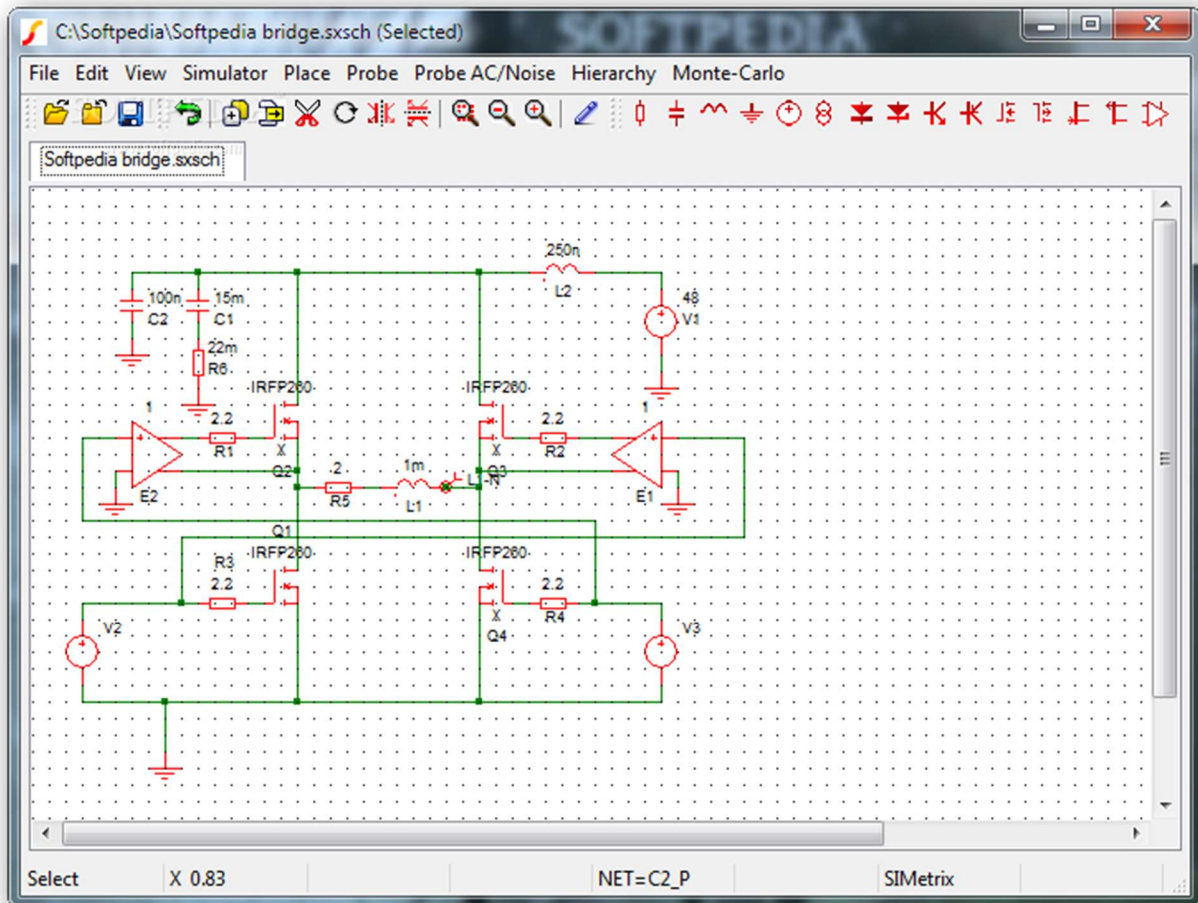 C:\Softpedia\Softpedia bridge.sxsch (Selected)
SOFTPEDIA
File Edit View Simulator Place Probe Probe AC/Noise Hierarchy Monte-Carlo
Softpedia bridge.sxsch
250n
L2
100n
C2
15m
C1
48
V1
22m
R6
IRFP260
IRFP260
1
2.2
R1
X
Q2
X
Q3
2.2
R2
1
E2
2
R5
1m
L1
L1-N
E1
Q1
IRFP260
IRFP260
R3
2.2
2.2
R4
X
Q4
V2
V3
Select X 0.83 NET=C2_P SIMetrix